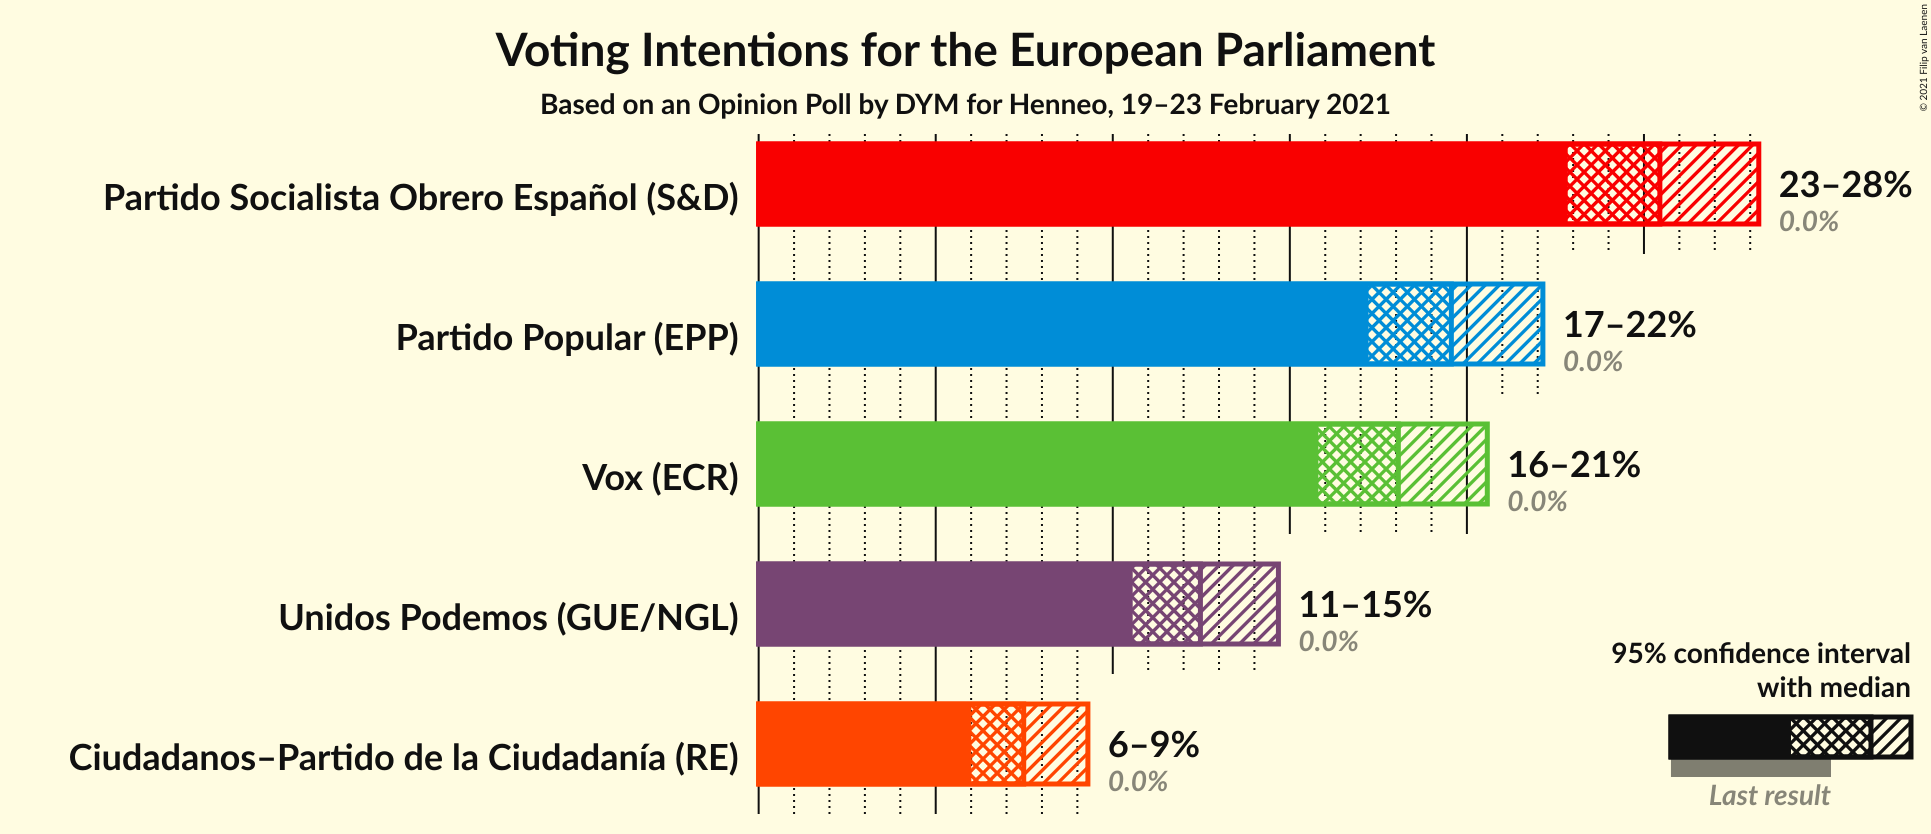 Voting Intentions for the European Parliament
Based on an Opinion Poll by DYM for Henneo, 19–23 February 2021
© 2021 Filip van Laenen
Partido Socialista Obrero Español (S&D)
23–28%
0.0%
Partido Popular (EPP)
17–22%
0.0%
Vox (ECR)
16–21%
0.0%
Unidos Podemos (GUE/NGL)
11–15%
0.0%
Ciudadanos–Partido de la Ciudadanía (RE)
6–9%
0.0%
95% confidence interval
with median
Last result